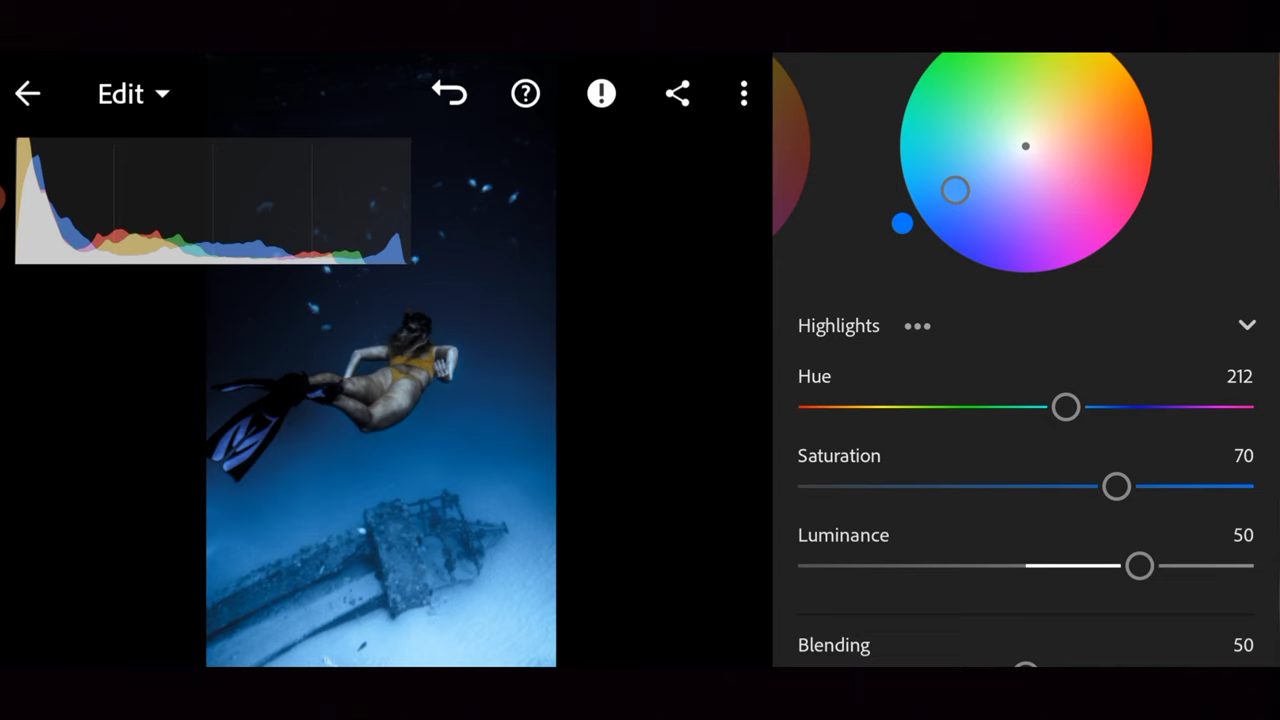 Edit
Highlights
Hue 212
Saturation 70
Luminance 50
Blending 50